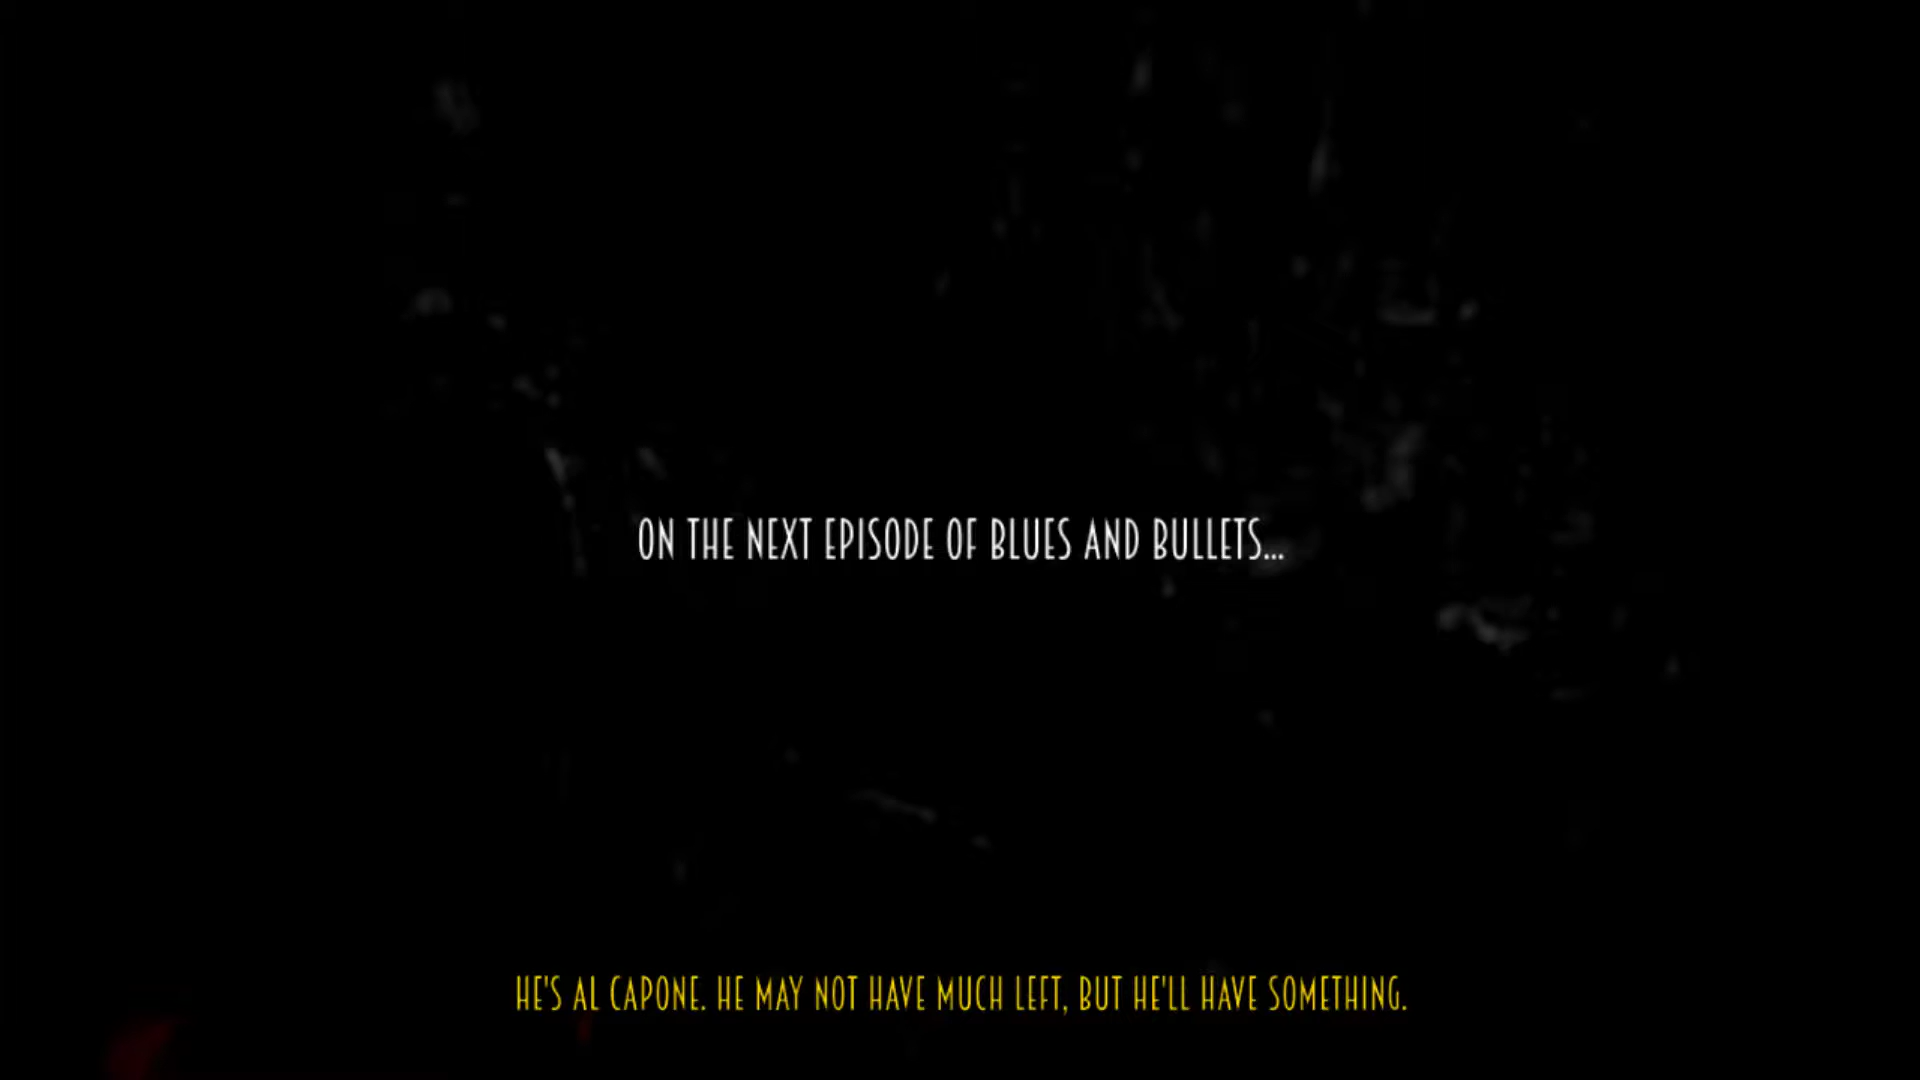 ON THE NEXT EPISODE OF BLUES AND BULLETS...
HE'S AL CAPONE. HE MAY NOT HAVE MUCH LEFT, BUT HE'LL HAVE SOMETHING.